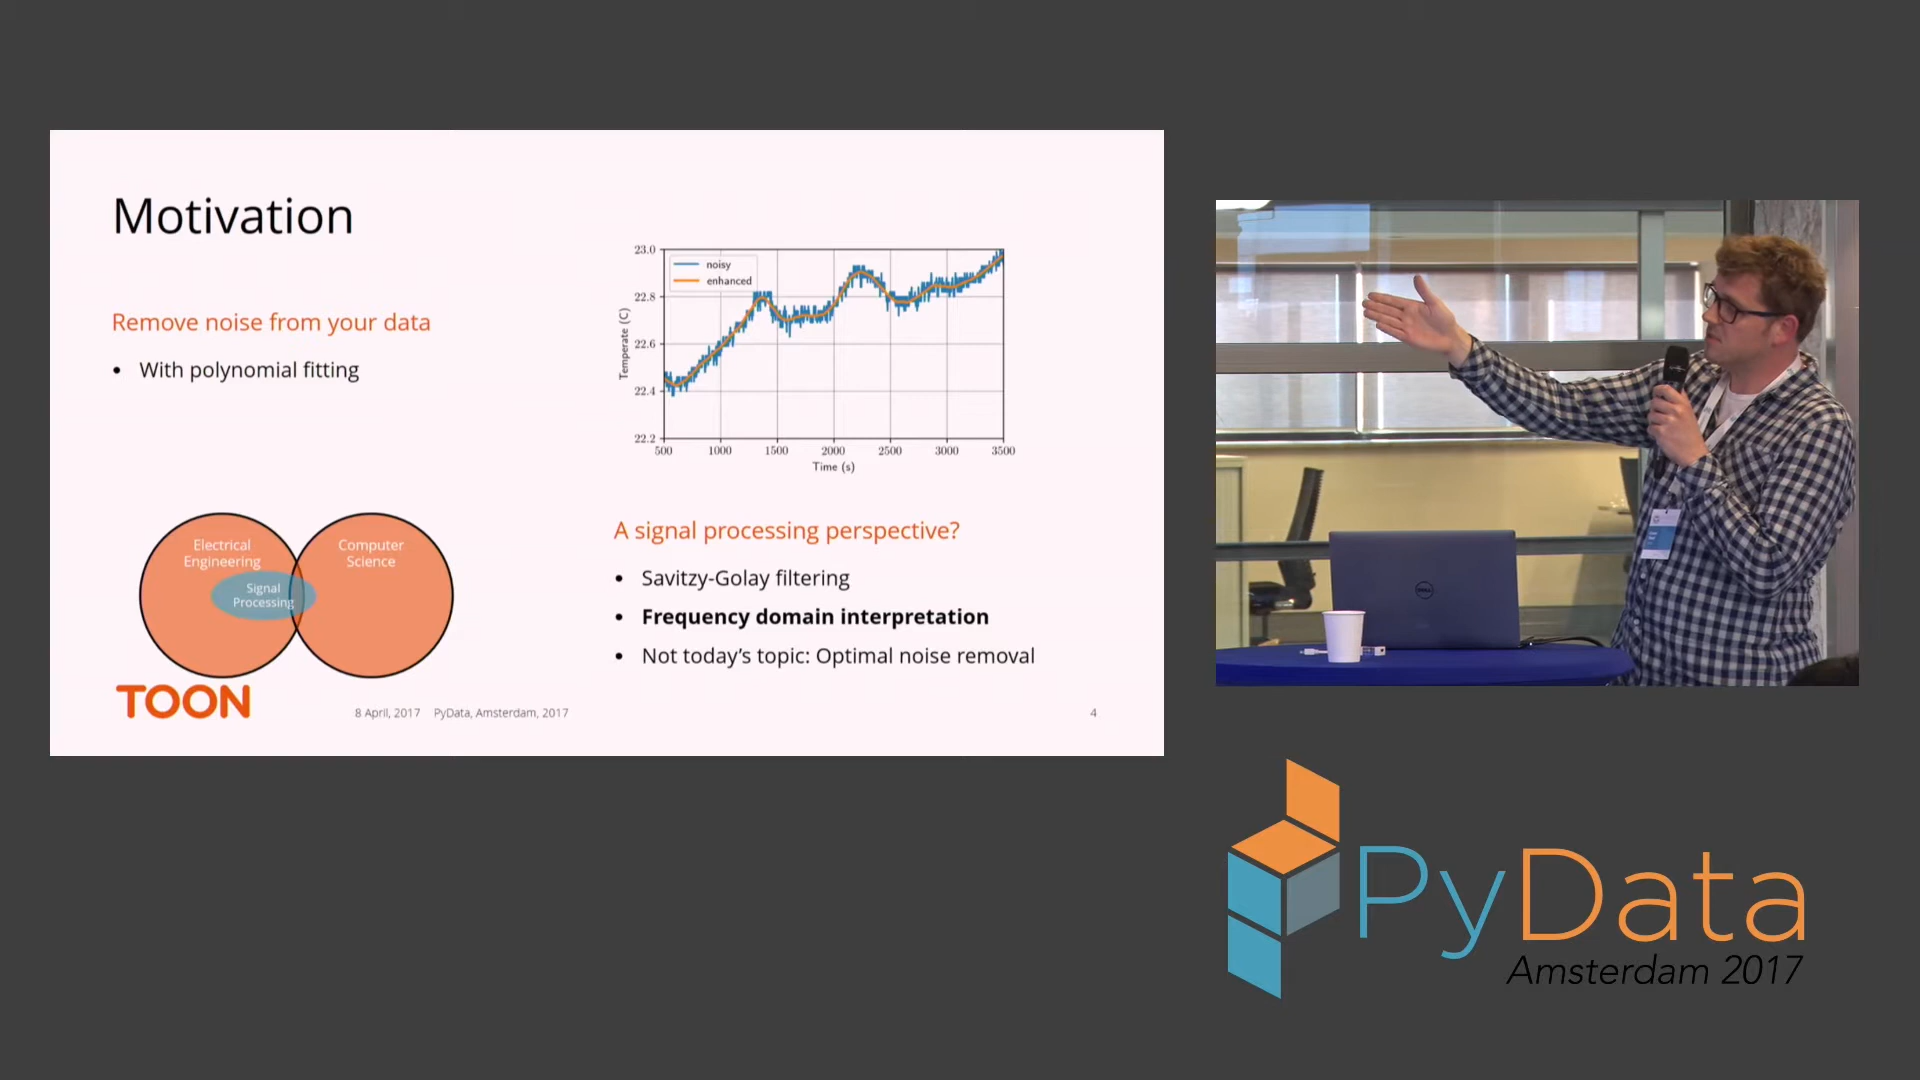 Motivation
Remove noise from your data
• With polynomial fitting
Electrical
Engineering
Signal
Processing
Computer
Science
23.0
22.8
22.6
22.4
22.2
Temperate (C)
noisy
enhanced
500 1000 1500 2000 2500 3000 3500
Time (s)
A signal processing perspective?
• Savitzy-Golay filtering
• Frequency domain interpretation
• Not today's topic: Optimal noise removal
TOON
8 April, 2017 PyData, Amsterdam, 2017
4
DELL
PyData
Amsterdam 2017